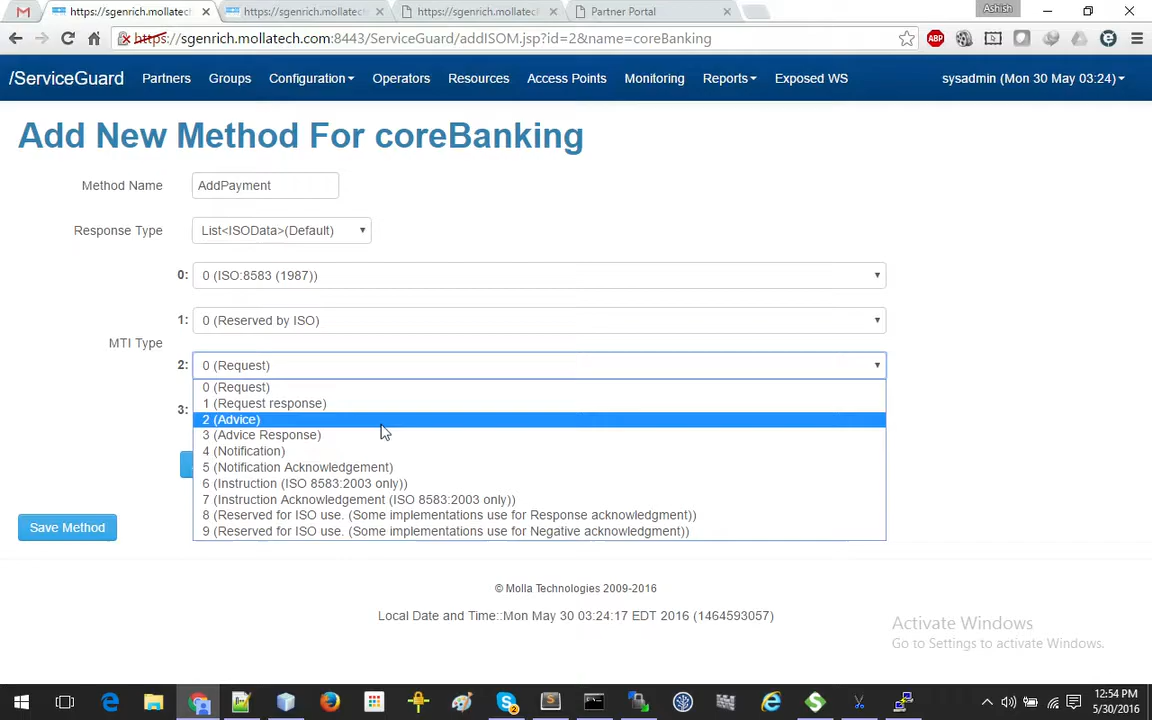 https://sgenrich.mollatech
https://sgenrich.mollatech
https://sgenrich.mollatech
Partner Portal
Ashish
https://sgenrich.mollatech.com:8443/ServiceGuard/addISOM.jsp?id=2&name=coreBanking
ABP
/ServiceGuard Partners Groups Configuration Operators Resources Access Points Monitoring Reports Exposed WS sysadmin (Mon 30 May 03:24)
Add New Method For coreBanking
Method Name AddPayment
Response Type List<ISOData>(Default)
0: 0 (ISO:8583 (1987))
1: 0 (Reserved by ISO)
MTI Type
2: 0 (Request)
0 (Request)
1 (Request response)
2 (Advice)
3: 3 (Advice Response)
4 (Notification)
5 (Notification Acknowledgement)
6 (Instruction (ISO 8583:2003 only))
7 (Instruction Acknowledgement (ISO 8583:2003 only))
8 (Reserved for ISO use. (Some implementations use for Response acknowledgment))
9 (Reserved for ISO use. (Some implementations use for Negative acknowledgment))
Save Method
© Molla Technologies 2009-2016
Local Date and Time::Mon May 30 03:24:17 EDT 2016 (1464593057)
Activate Windows
Go to Settings to activate Windows.
12:54 PM
5/30/2016